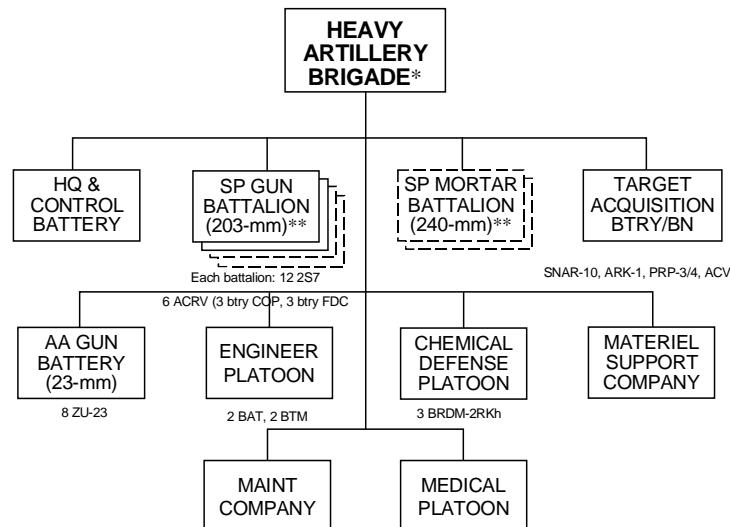 HEAVY
ARTILLERY
BRIGADE*
HQ &
CONTROL
BATTERY
SP GUN
BATTALION
(203-mm)**
SP MORTAR
BATTALION
(240-mm)**
TARGET
ACQUISITION
BTRY/BN
Each battalion: 12 2S7
6 ACRV (3 btry COP, 3 btry FDC
SNAR-10, ARK-1, PRP-3/4, ACV
AA GUN
BATTERY
(23-mm)
8 ZU-23
ENGINEER
PLATOON
2 BAT, 2 BTM
CHEMICAL
DEFENSE
PLATOON
3 BRDM-2RKh
MATERIEL
SUPPORT
COMPANY
MAINT
COMPANY
MEDICAL
PLATOON